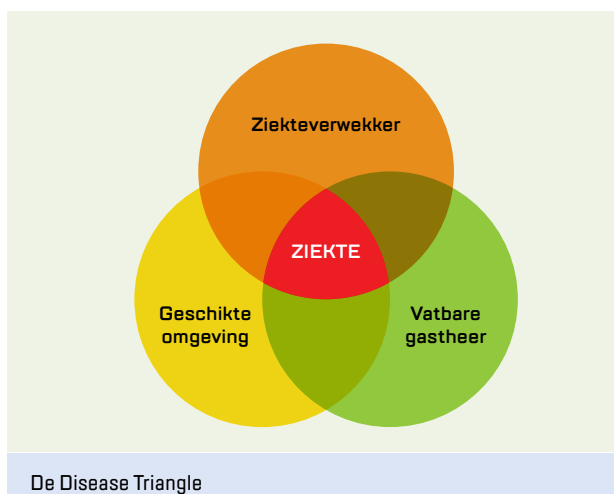 Ziekteverwekker
ZIEKTE
Geschikte
omgeving
Vatbare
gastheer
De Disease Triangle